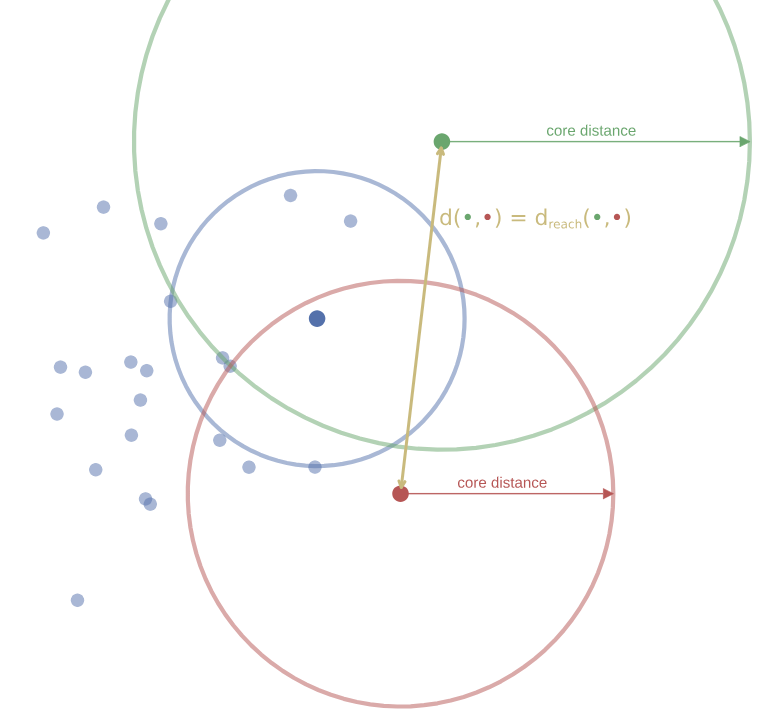 core distance
d(•,•) = dreach(•,•)
core distance